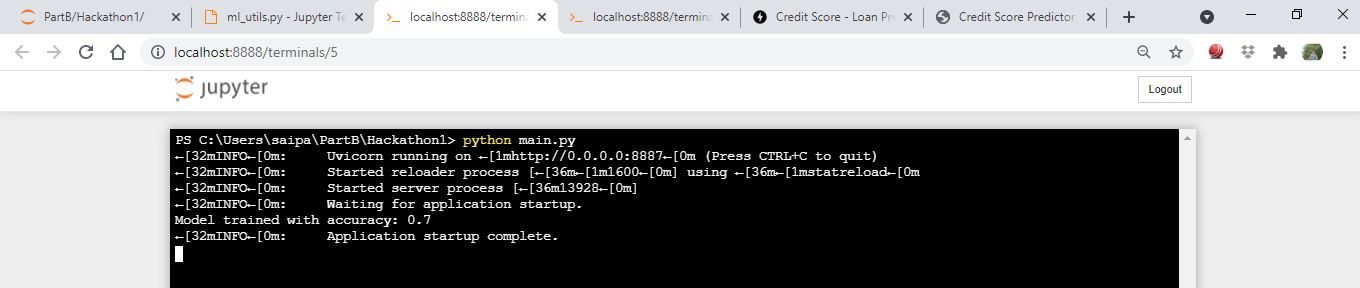 PartB/Hackathon1/
ml_utils.py - Jupyter Te
localhost:8888/termina
localhost:8888/termina
Credit Score - Loan Pre
Credit Score Predictor
localhost:8888/terminals/5
jupyter
Logout
PS C:\Users\saipa\PartB\Hackathon1> python main.py
←[32mINFO←[0m:     Uvicorn running on ←[1mhttp://0.0.0.0:8887←[0m (Press CTRL+C to quit)
←[32mINFO←[0m:     Started reloader process [←[36m←[1m1600←[0m] using ←[36m←[1mstatreload←[0m
←[32mINFO←[0m:     Started server process [←[36m13928←[0m]
←[32mINFO←[0m:     Waiting for application startup.
Model trained with accuracy: 0.7
←[32mINFO←[0m:     Application startup complete.